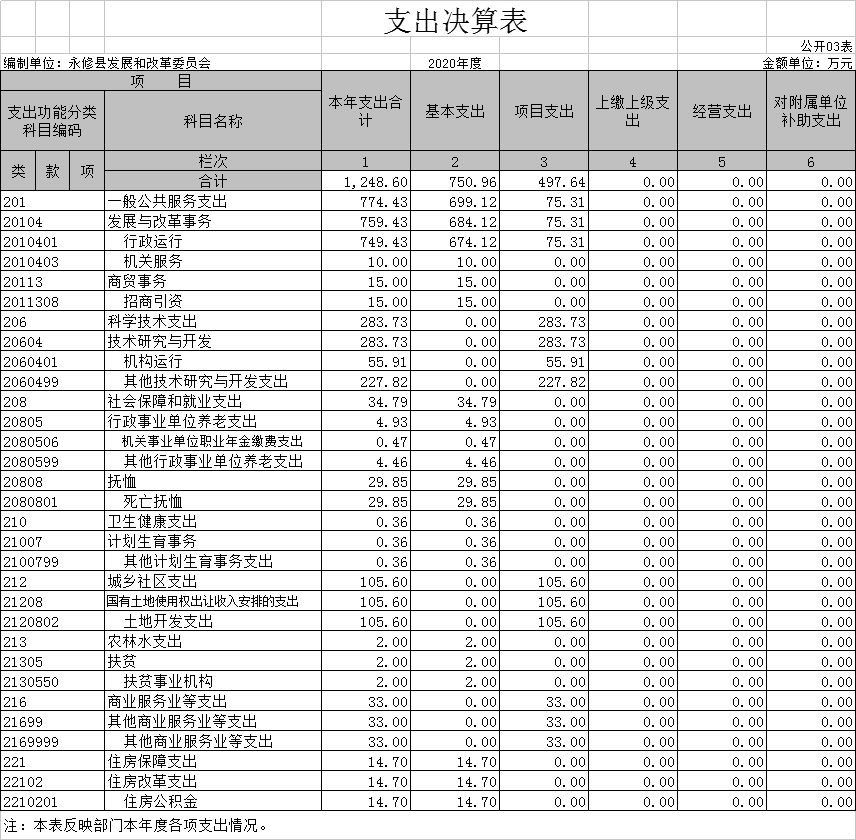 支出决算表
公开03表
编制单位：永修县发展和改革委员会 2020年度 金额单位：万元
项 目 本年支出合计 基本支出 项目支出 上缴上级支出 经营支出 对附属单位补助支出
支出功能分类科目编码 科目名称
类 款 项 栏次 1 2 3 4 5 6
合计 1,248.60 750.96 497.64 0.00 0.00 0.00
201 一般公共服务支出 774.43 699.12 75.31 0.00 0.00 0.00
20104 发展与改革事务 759.43 684.12 75.31 0.00 0.00 0.00
2010401 行政运行 749.43 674.12 75.31 0.00 0.00 0.00
2010403 机关服务 10.00 10.00 0.00 0.00 0.00 0.00
20113 商贸事务 15.00 15.00 0.00 0.00 0.00 0.00
2011308 招商引资 15.00 15.00 0.00 0.00 0.00 0.00
206 科学技术支出 283.73 0.00 283.73 0.00 0.00 0.00
20604 技术研究与开发 283.73 0.00 283.73 0.00 0.00 0.00
2060401 机构运行 55.91 0.00 55.91 0.00 0.00 0.00
2060499 其他技术研究与开发支出 227.82 0.00 227.82 0.00 0.00 0.00
208 社会保障和就业支出 34.79 34.79 0.00 0.00 0.00 0.00
20805 行政事业单位养老支出 4.93 4.93 0.00 0.00 0.00 0.00
2080506 机关事业单位职业年金缴费支出 0.47 0.47 0.00 0.00 0.00 0.00
2080599 其他行政事业单位养老支出 4.46 4.46 0.00 0.00 0.00 0.00
20808 抚恤 29.85 29.85 0.00 0.00 0.00 0.00
2080801 死亡抚恤 29.85 29.85 0.00 0.00 0.00 0.00
210 卫生健康支出 0.36 0.36 0.00 0.00 0.00 0.00
21007 计划生育事务 0.36 0.36 0.00 0.00 0.00 0.00
2100799 其他计划生育事务支出 0.36 0.36 0.00 0.00 0.00 0.00
212 城乡社区支出 105.60 0.00 105.60 0.00 0.00 0.00
21208 国有土地使用权出让收入安排的支出 105.60 0.00 105.60 0.00 0.00 0.00
2120802 土地开发支出 105.60 0.00 105.60 0.00 0.00 0.00
213 农林水支出 2.00 2.00 0.00 0.00 0.00 0.00
21305 扶贫 2.00 2.00 0.00 0.00 0.00 0.00
2130550 扶贫事业机构 2.00 2.00 0.00 0.00 0.00 0.00
216 商业服务业等支出 33.00 0.00 33.00 0.00 0.00 0.00
21699 其他商业服务业等支出 33.00 0.00 33.00 0.00 0.00 0.00
2169999 其他商业服务业等支出 33.00 0.00 33.00 0.00 0.00 0.00
221 住房保障支出 14.70 14.70 0.00 0.00 0.00 0.00
22102 住房改革支出 14.70 14.70 0.00 0.00 0.00 0.00
2210201 住房公积金 14.70 14.70 0.00 0.00 0.00 0.00
注：本表反映部门本年度各项支出情况。